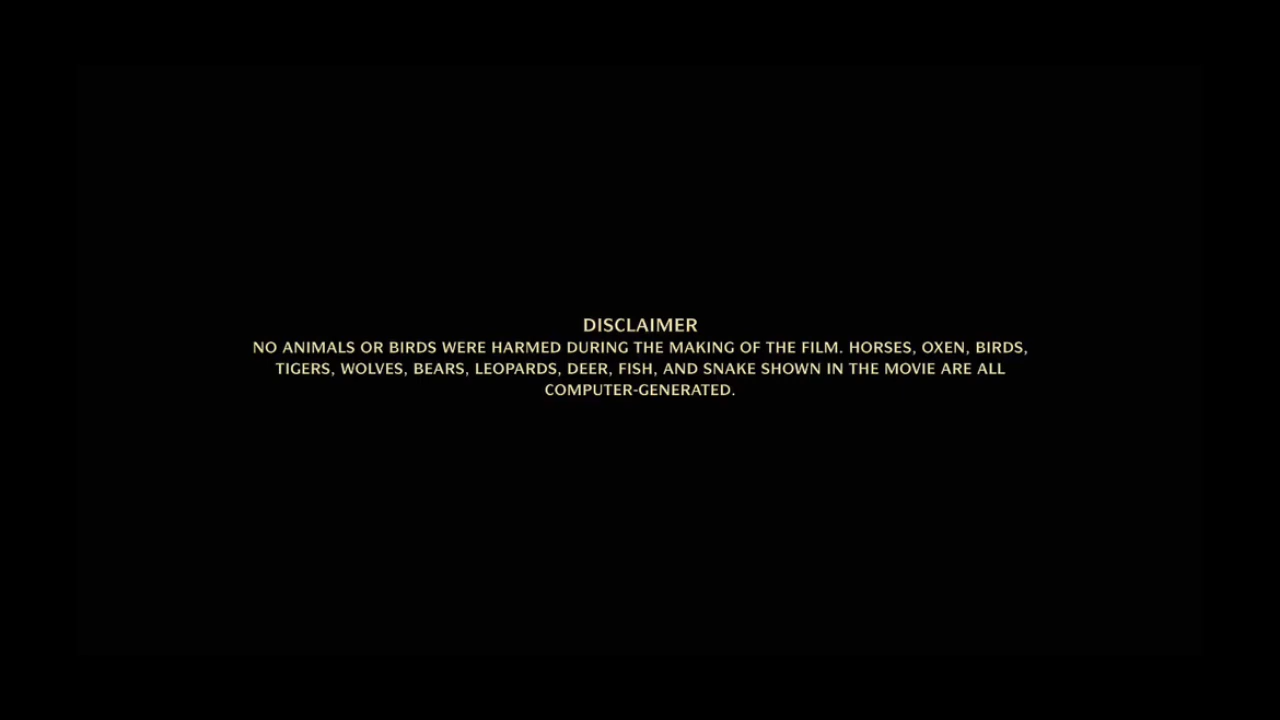 DISCLAIMER
NO ANIMALS OR BIRDS WERE HARMED DURING THE MAKING OF THE FILM. HORSES, OXEN, BIRDS,
TIGERS, WOLVES, BEARS, LEOPARDS, DEER, FISH, AND SNAKE SHOWN IN THE MOVIE ARE ALL
COMPUTER-GENERATED.